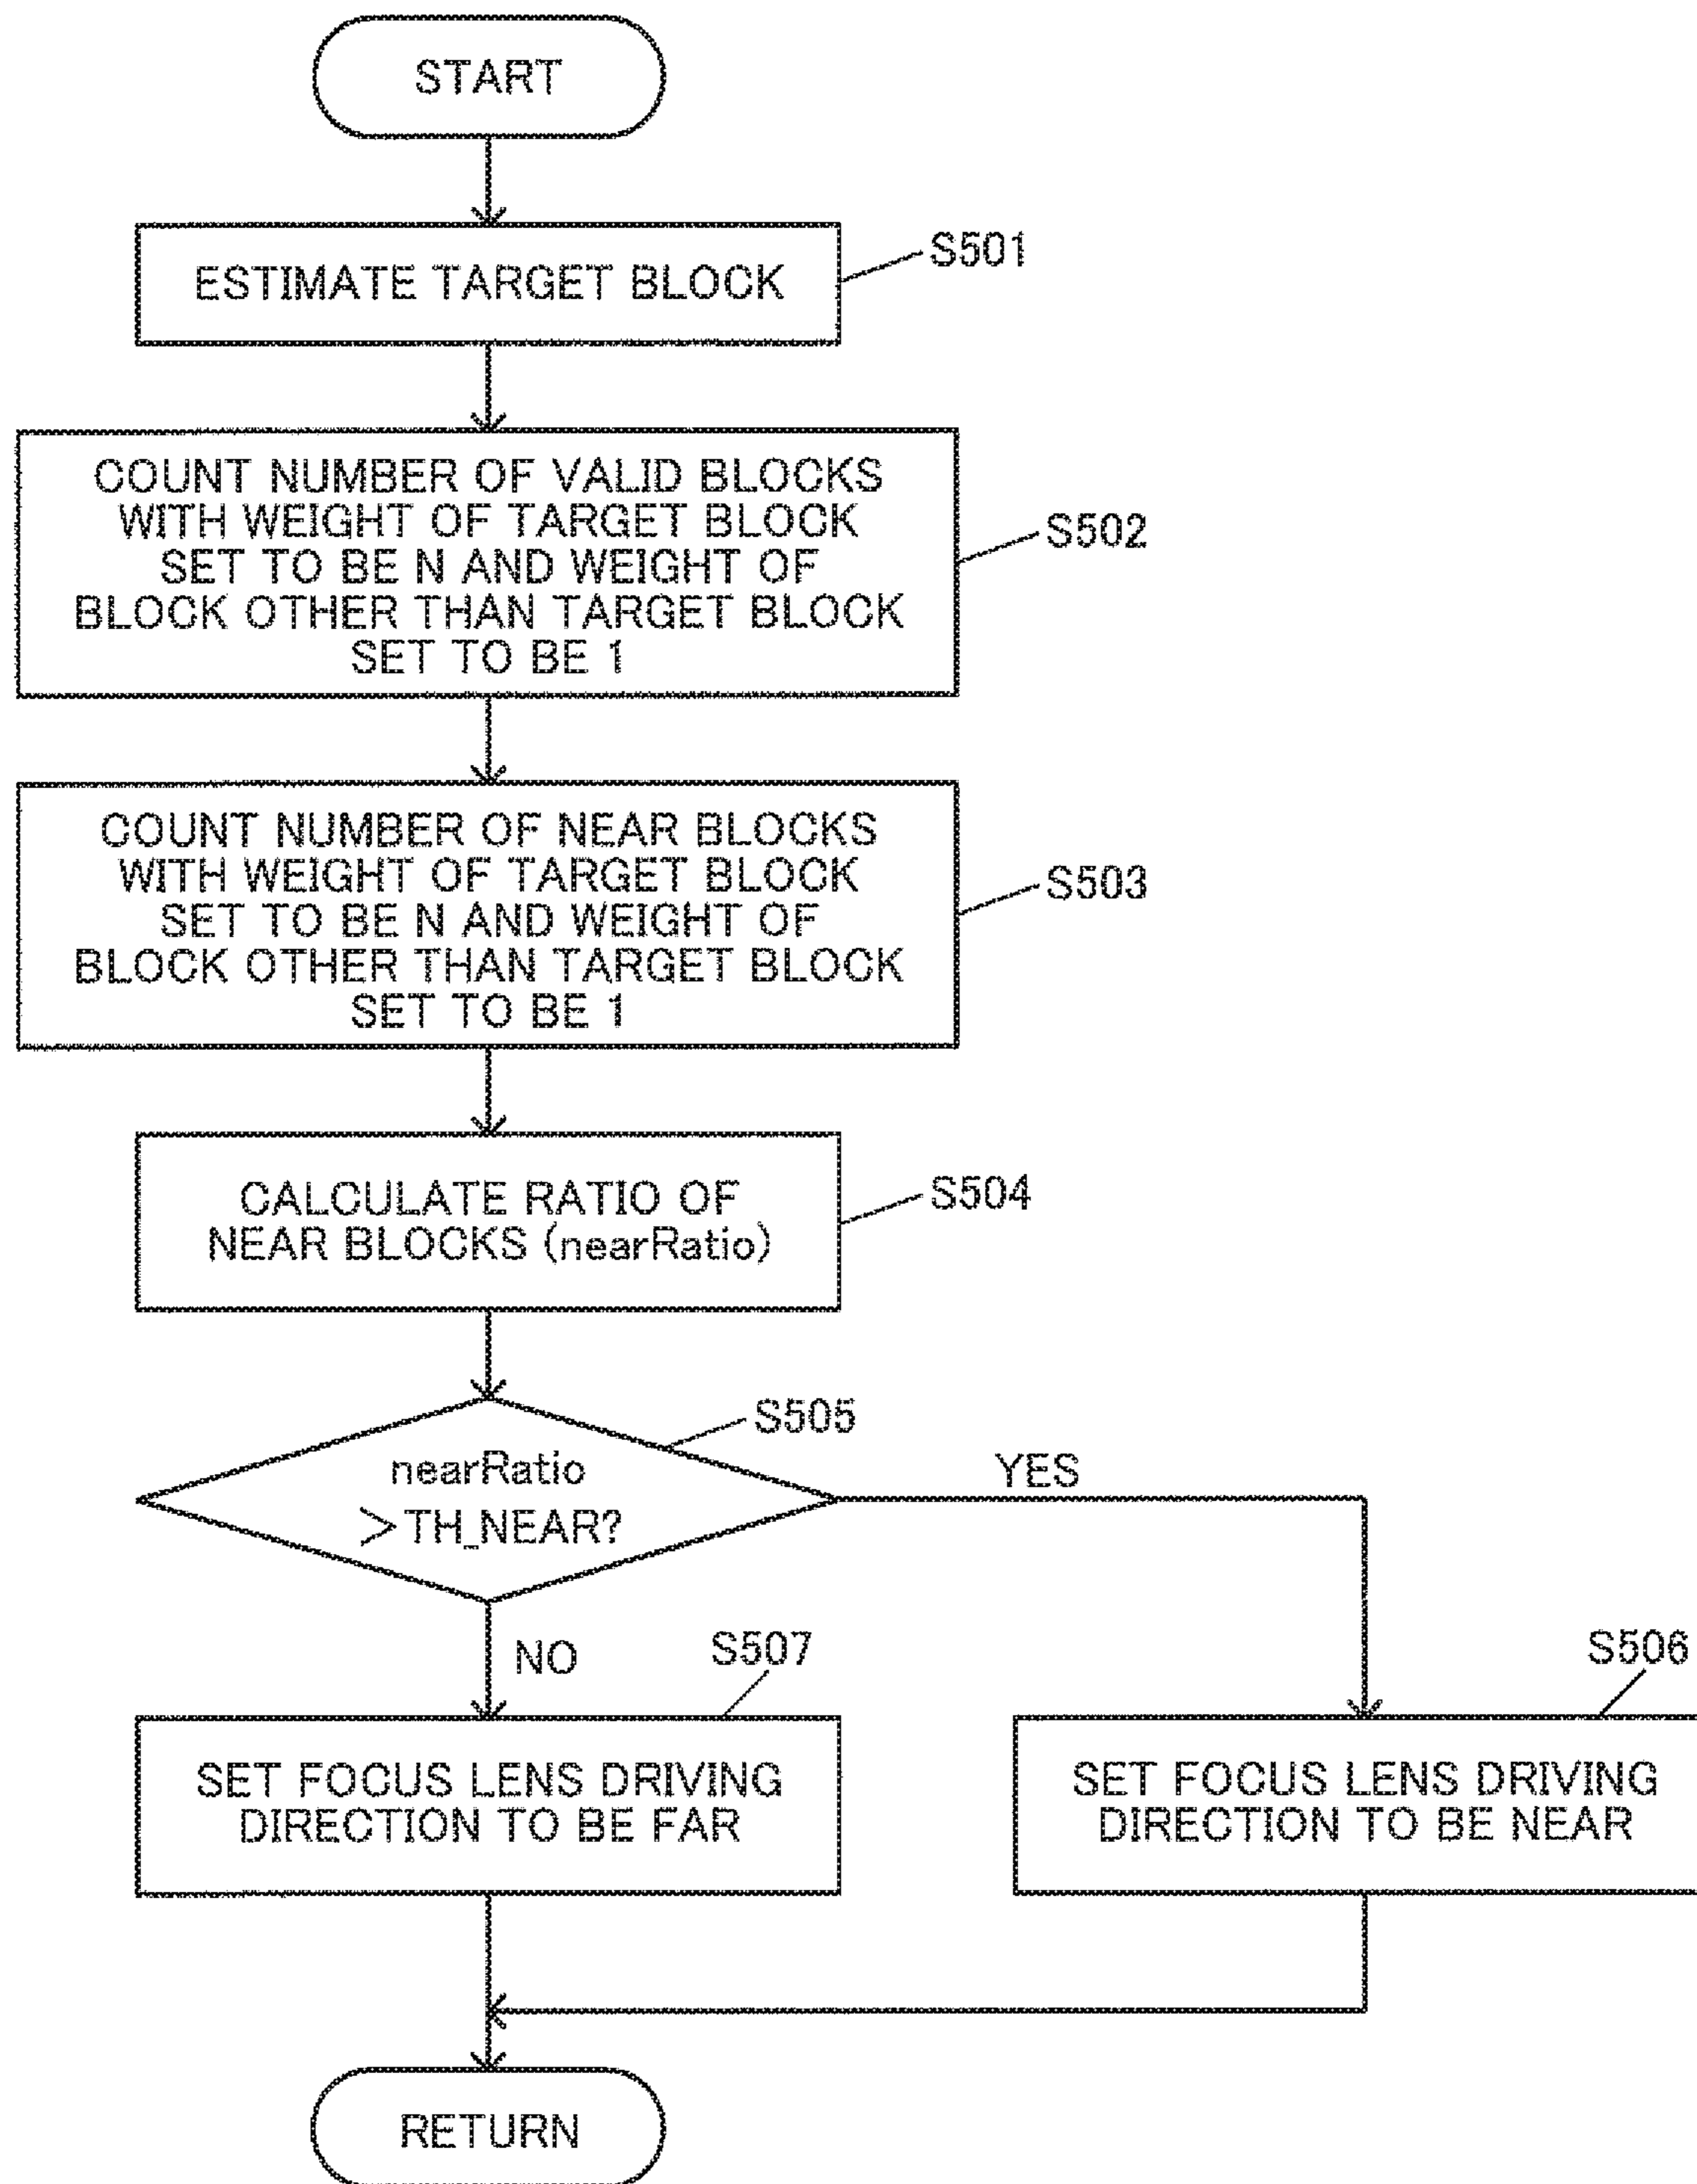 START
ESTIMATE TARGET BLOCK
S501
COUNT NUMBER OF VALID BLOCKS
WITH WEIGHT OF TARGET BLOCK
SET TO BE N AND WEIGHT OF
BLOCK OTHER THAN TARGET BLOCK
SET TO BE 1
S502
COUNT NUMBER OF NEAR BLOCKS
WITH WEIGHT OF TARGET BLOCK
SET TO BE N AND WEIGHT OF
BLOCK OTHER THAN TARGET BLOCK
SET TO BE 1
S503
CALCULATE RATIO OF
NEAR BLOCKS (nearRatio)
S504
nearRatio
>TH_NEAR?
S505
YES
NO
S507
SET FOCUS LENS DRIVING
DIRECTION TO BE FAR
S506
SET FOCUS LENS DRIVING
DIRECTION TO BE NEAR
RETURN